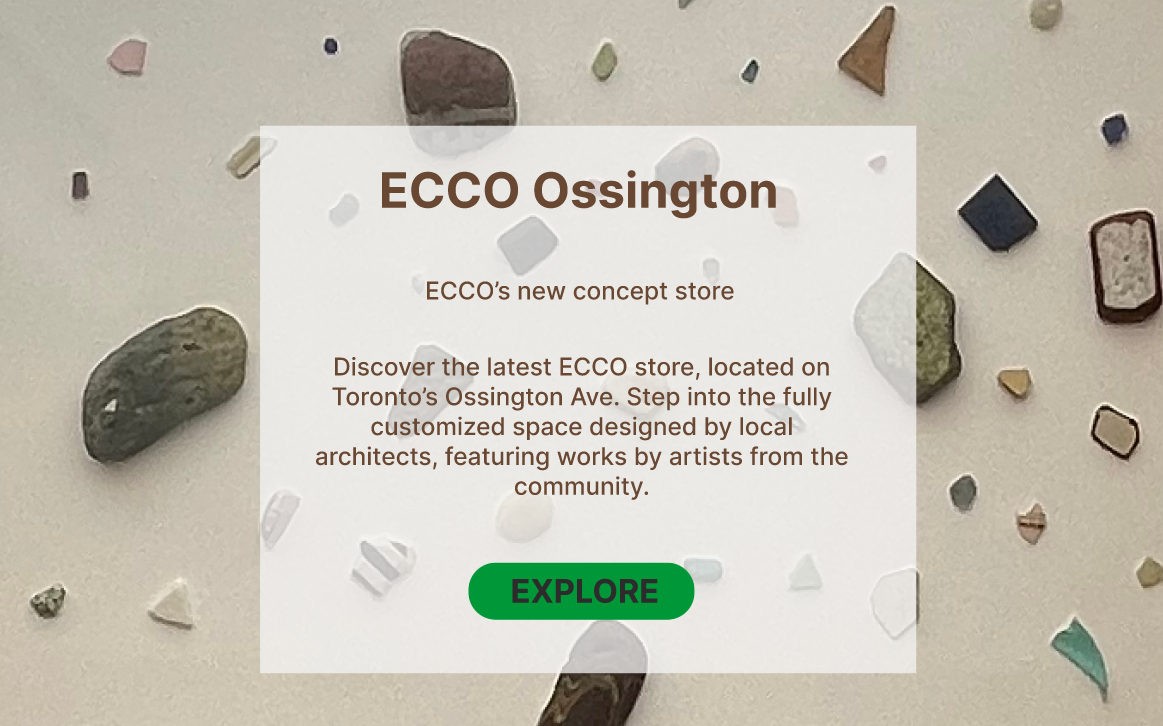 ECCO Ossington
ECCO’s new concept store
Discover the latest ECCO store, located on
Toronto’s Ossington Ave. Step into the fully
customized space designed by local
architects, featuring works by artists from the
community.
EXPLORE